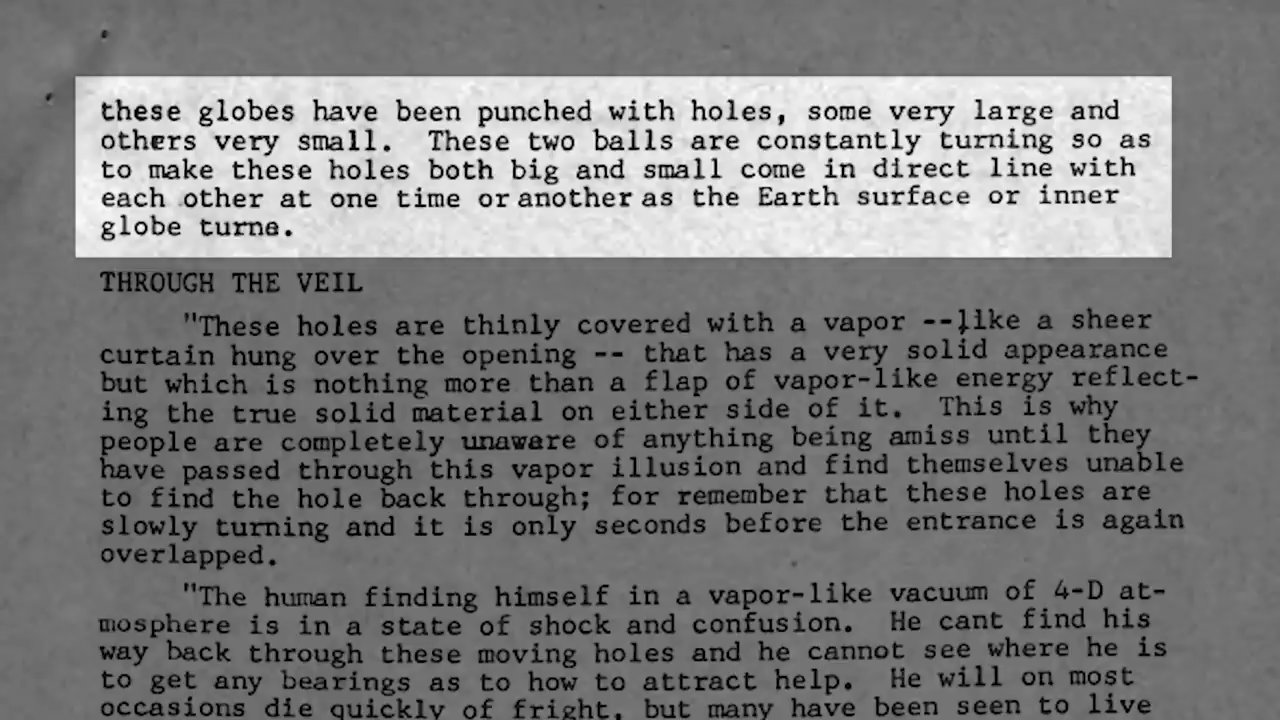 these globes have been punched with holes, some very large and
others very small. These two balls are constantly turning so as
to make these holes both big and small come in direct line with
each other at one time or another as the Earth surface or inner
globe turne.
THROUGH THE VEIL
"These holes are thinly covered with a vapor --like a sheer
curtain hung over the opening -- that has a very solid appearance
but which is nothing more than a flap of vapor-like energy reflect-
ing the true solid material on either side of it. This is why
people are completely unaware of anything being amiss until they
have passed through this vapor illusion and find themselves unable
to find the hole back through; for remember that these holes are
slowly turning and it is only seconds before the entrance is again
overlapped.
"The human finding himself in a vapor-like vacuum of 4-D at-
mosphere is in a state of shock and confusion. He cant find his
way back through these moving holes and he cannot see where he is
to get any bearings as to how to attract help. He will on most
occasions die quickly of fright, but many have been seen to live